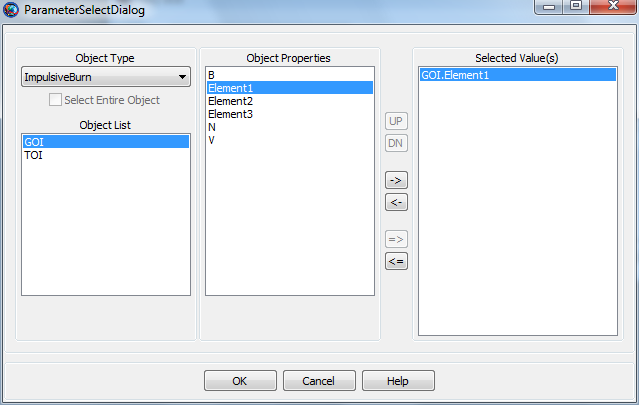 ParameterSelectDialog
Object Type
ImpulsiveBurn
Select Entire Object
Object List
GOI
TOI
Object Properties
B
Element1
Element2
Element3
N
V
UP
DN
->
<-
=>
<=
Selected Value(s)
GOI.Element1
OK
Cancel
Help